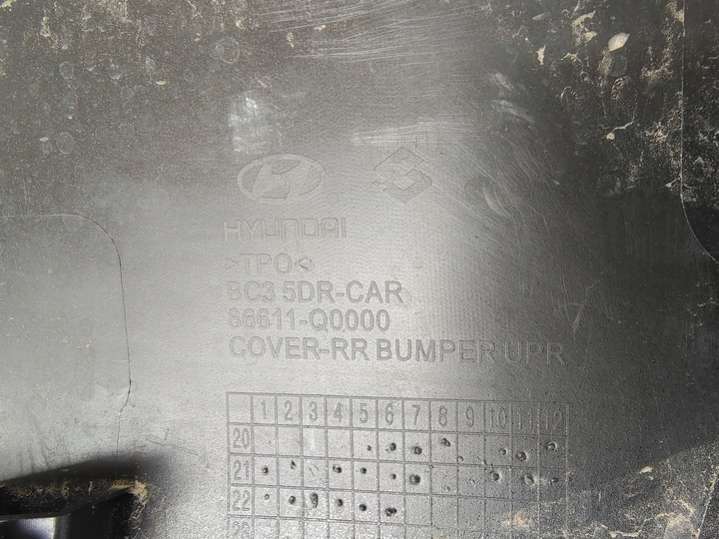 HYUNDAI
>TPO<
BC3 5DR-CAR
86611-Q0000
COVER-RR BUMPER UPR
1 2 3 4 5 6 7 8 9 10 11 12
20
21
22
23